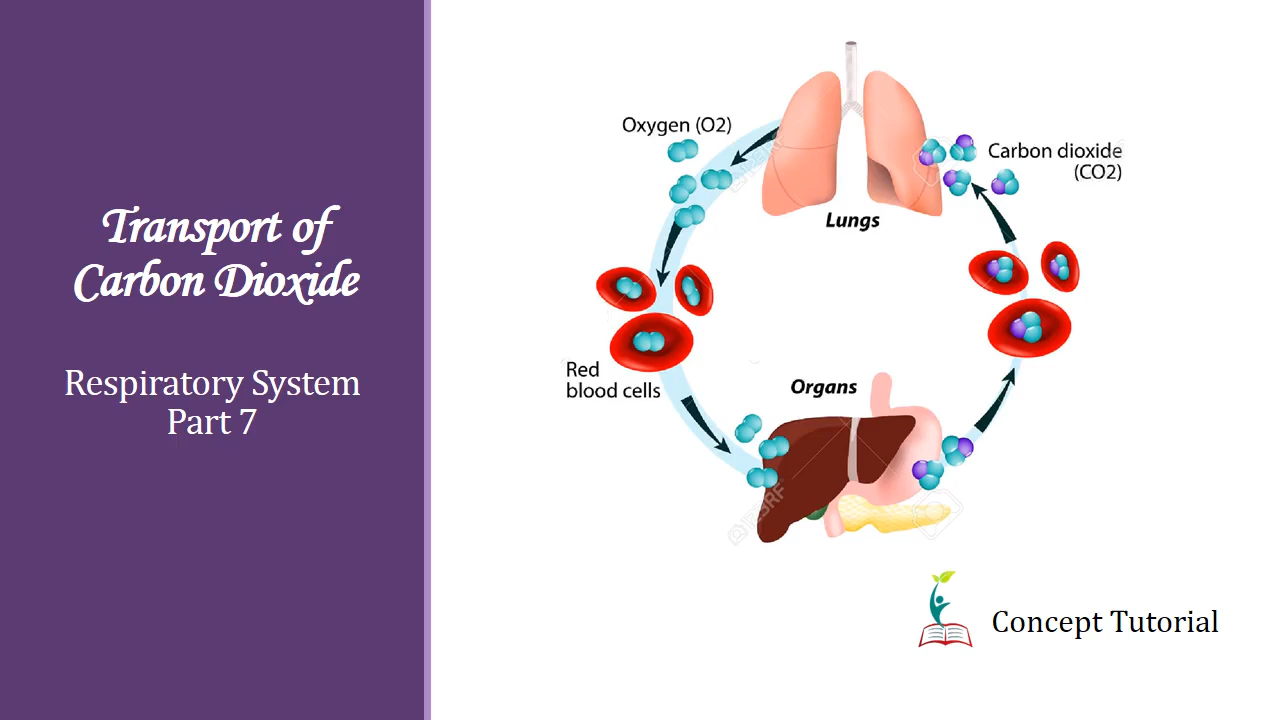 Transport of
Carbon Dioxide
Respiratory System
Part 7
Oxygen (O2)
Carbon dioxide
(CO2)
Lungs
Red
blood cells
Organs
Concept Tutorial